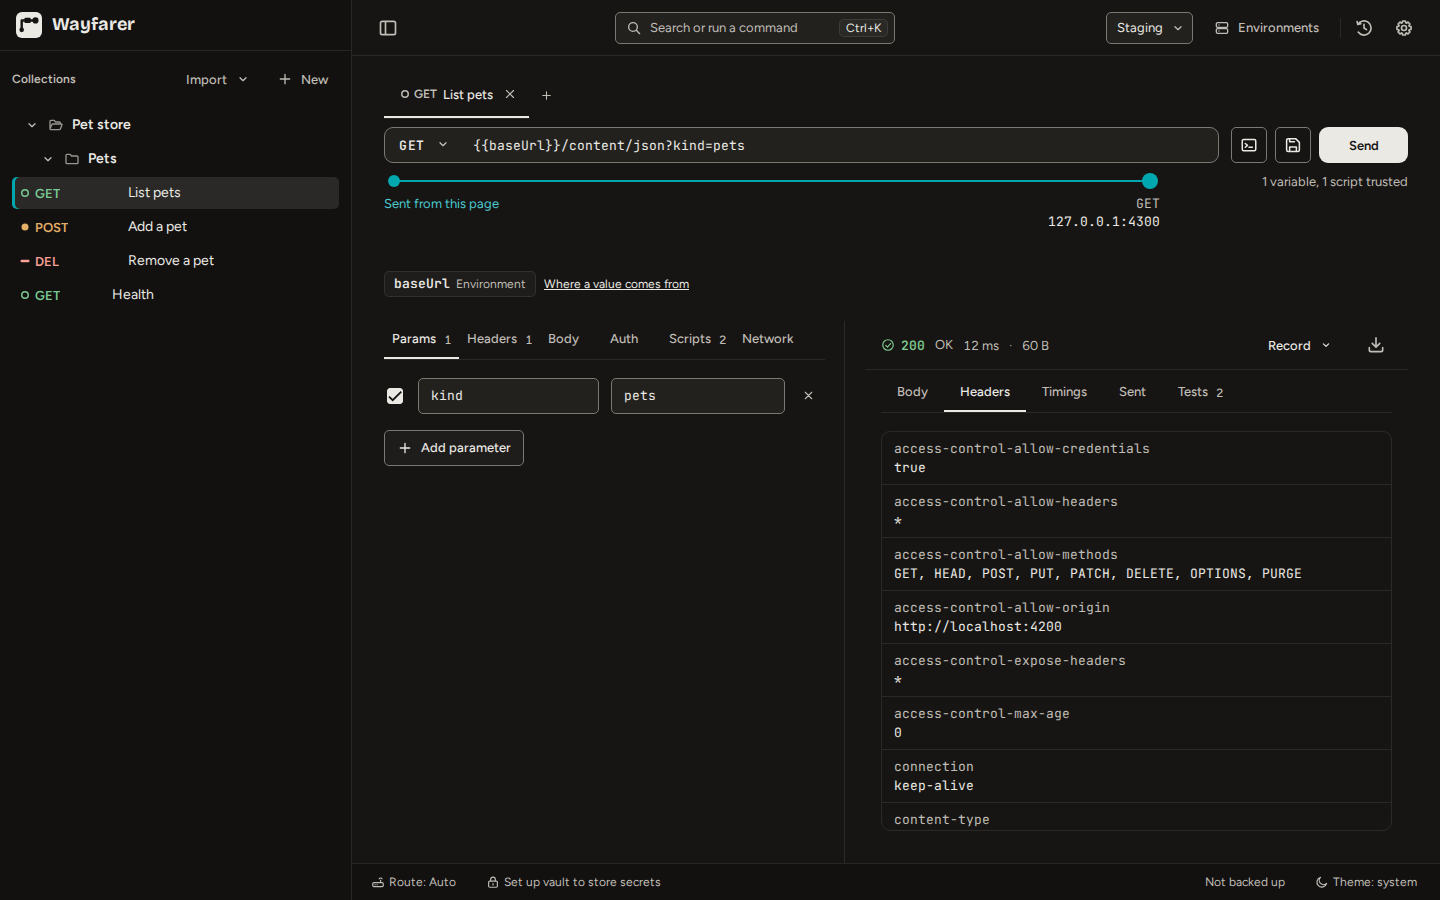 Wayfarer
Search or run a command Ctrl+K
Staging
Environments
Collections Import New
Pet store
Pets
GET List pets
POST Add a pet
DEL Remove a pet
GET Health
GET List pets
GET {{baseUrl}}/content/json?kind=pets
Send
1 variable, 1 script trusted
Sent from this page
GET
127.0.0.1:4300
baseUrl Environment Where a value comes from
Params 1 Headers 1 Body Auth Scripts 2 Network
kind pets
Add parameter
200 OK 12 ms · 60 B
Record
Body Headers Timings Sent Tests 2
access-control-allow-credentials
true
access-control-allow-headers
*
access-control-allow-methods
GET, HEAD, POST, PUT, PATCH, DELETE, OPTIONS, PURGE
access-control-allow-origin
http://localhost:4200
access-control-expose-headers
*
access-control-max-age
0
connection
keep-alive
content-type
Route: Auto Set up vault to store secrets
Not backed up Theme: system